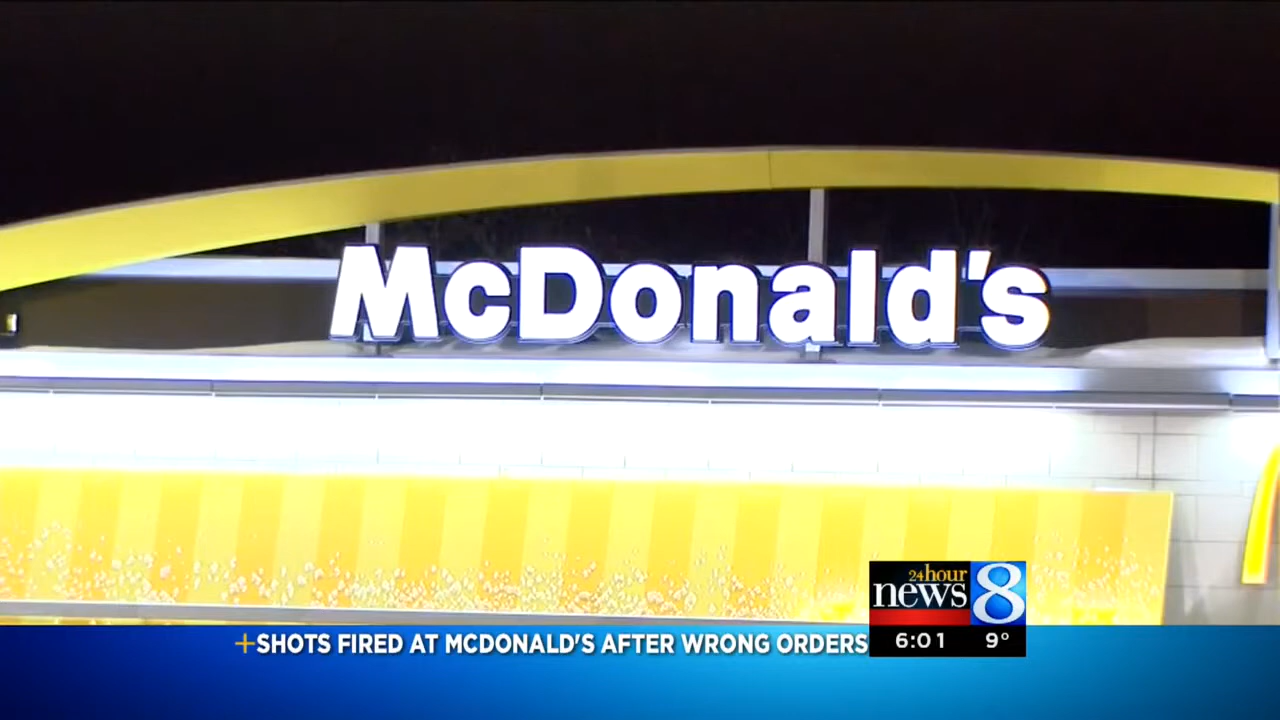 McDonald's
+SHOTS FIRED AT MCDONALD'S AFTER WRONG ORDERS
24hour
news 8
6:01 9°